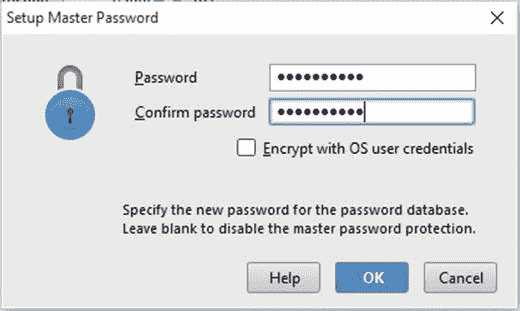 Setup Master Password
Password
••••••••••
Confirm password
••••••••••
Encrypt with OS user credentials
Specify the new password for the password database.
Leave blank to disable the master password protection.
Help
OK
Cancel